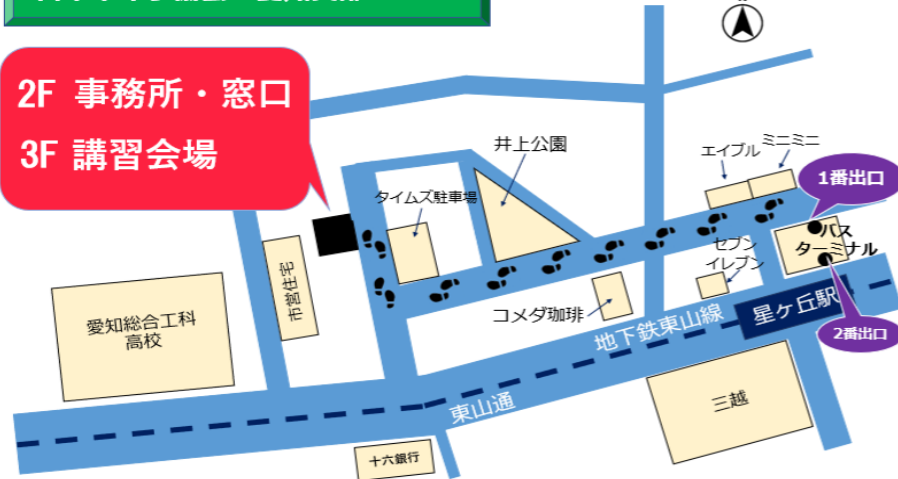 2F 事務所・窓口
3F 講習会場
井上公園
エイブル
ミニミニ
1番出口
タイムズ駐車場
バス
ターミナル
セブン
イレブン
市営住宅
コメダ珈琲
星ヶ丘駅
愛知総合工科
高校
地下鉄東山線
2番出口
三越
東山通
十六銀行